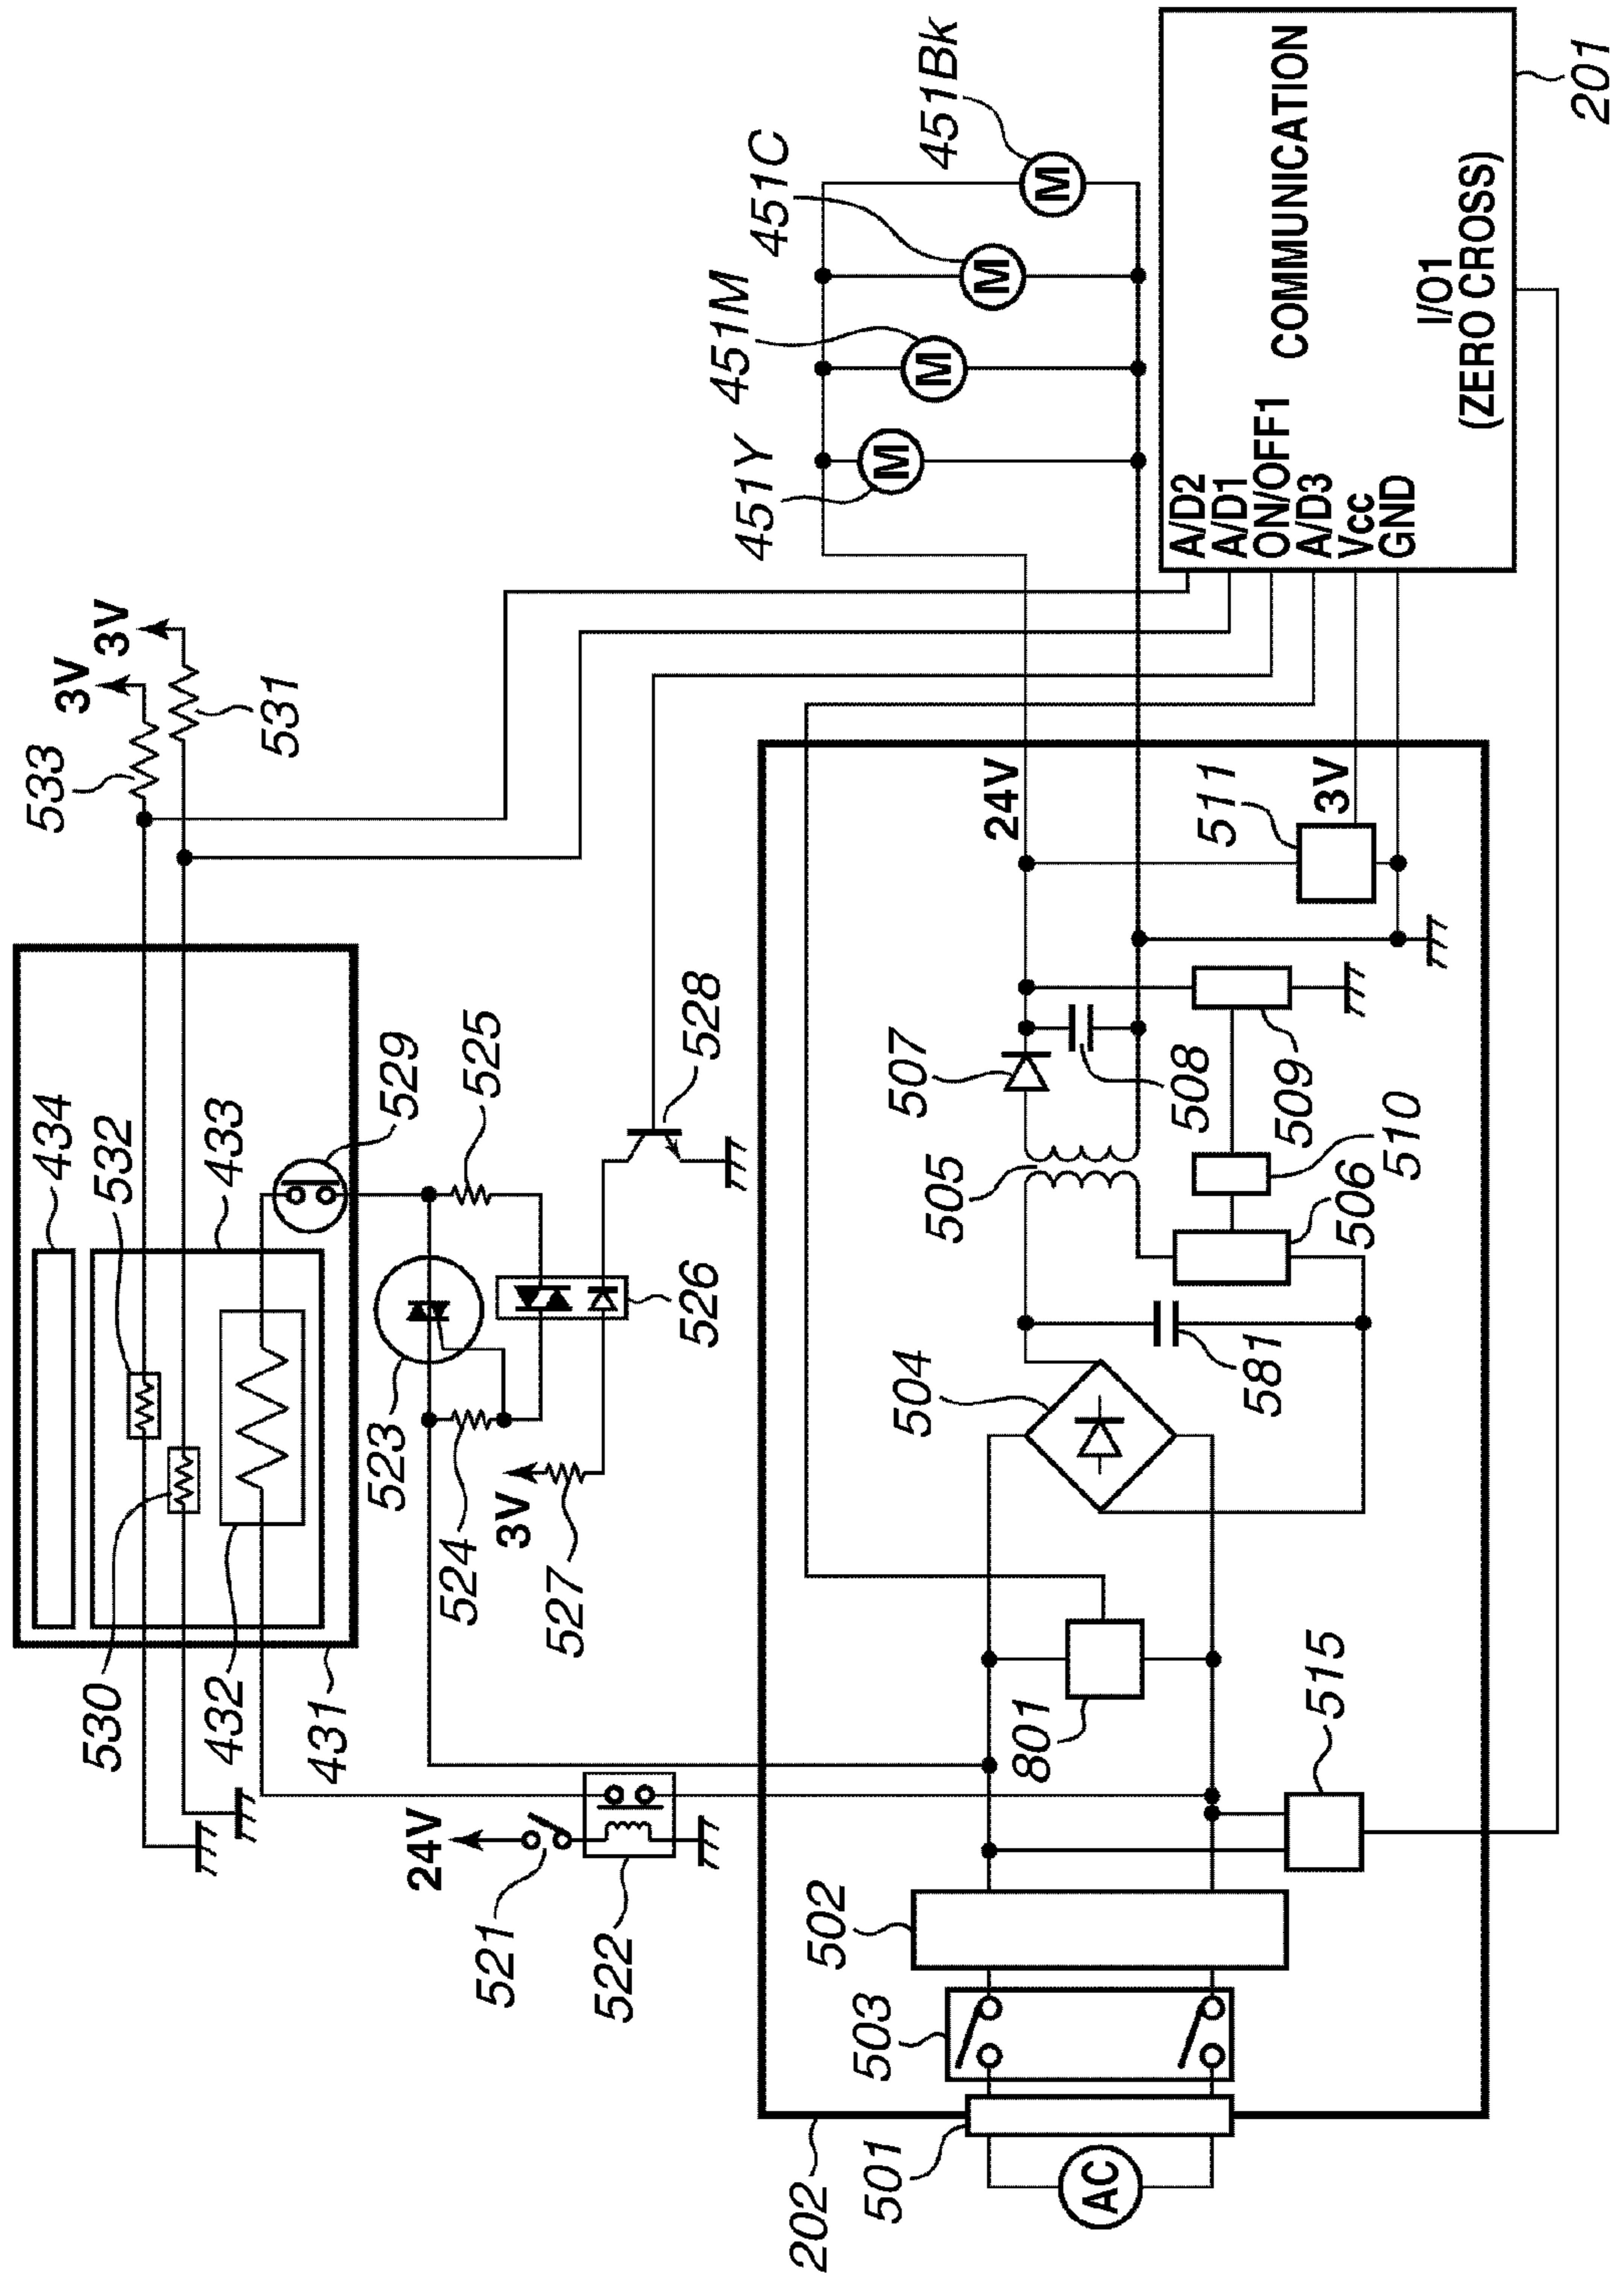 533
3V
3V
531
434
532
433
529
525
528
526
523
524
3V
527
530
432
431
24V
521
522
451Y
451M
451C
451Bk
A/D2
A/D1
ON/OFF1
A/D3
Vcc
GND
COMMUNICATION
I/O1
(ZERO CROSS)
201
24V
511
3V
507
508
509
510
505
506
504
581
801
515
502
503
501
202
AC
M
M
M
M